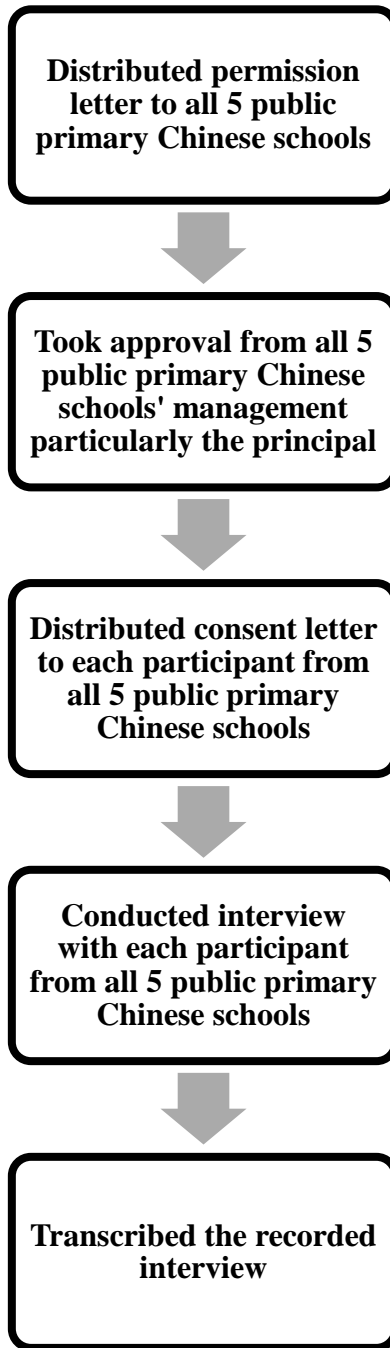 Distributed permission
letter to all 5 public
primary Chinese schools
Took approval from all 5
public primary Chinese
schools' management
particularly the principal
Distributed consent letter
to each participant from
all 5 public primary
Chinese schools
Conducted interview
with each participant
from all 5 public primary
Chinese schools
Transcribed the recorded
interview